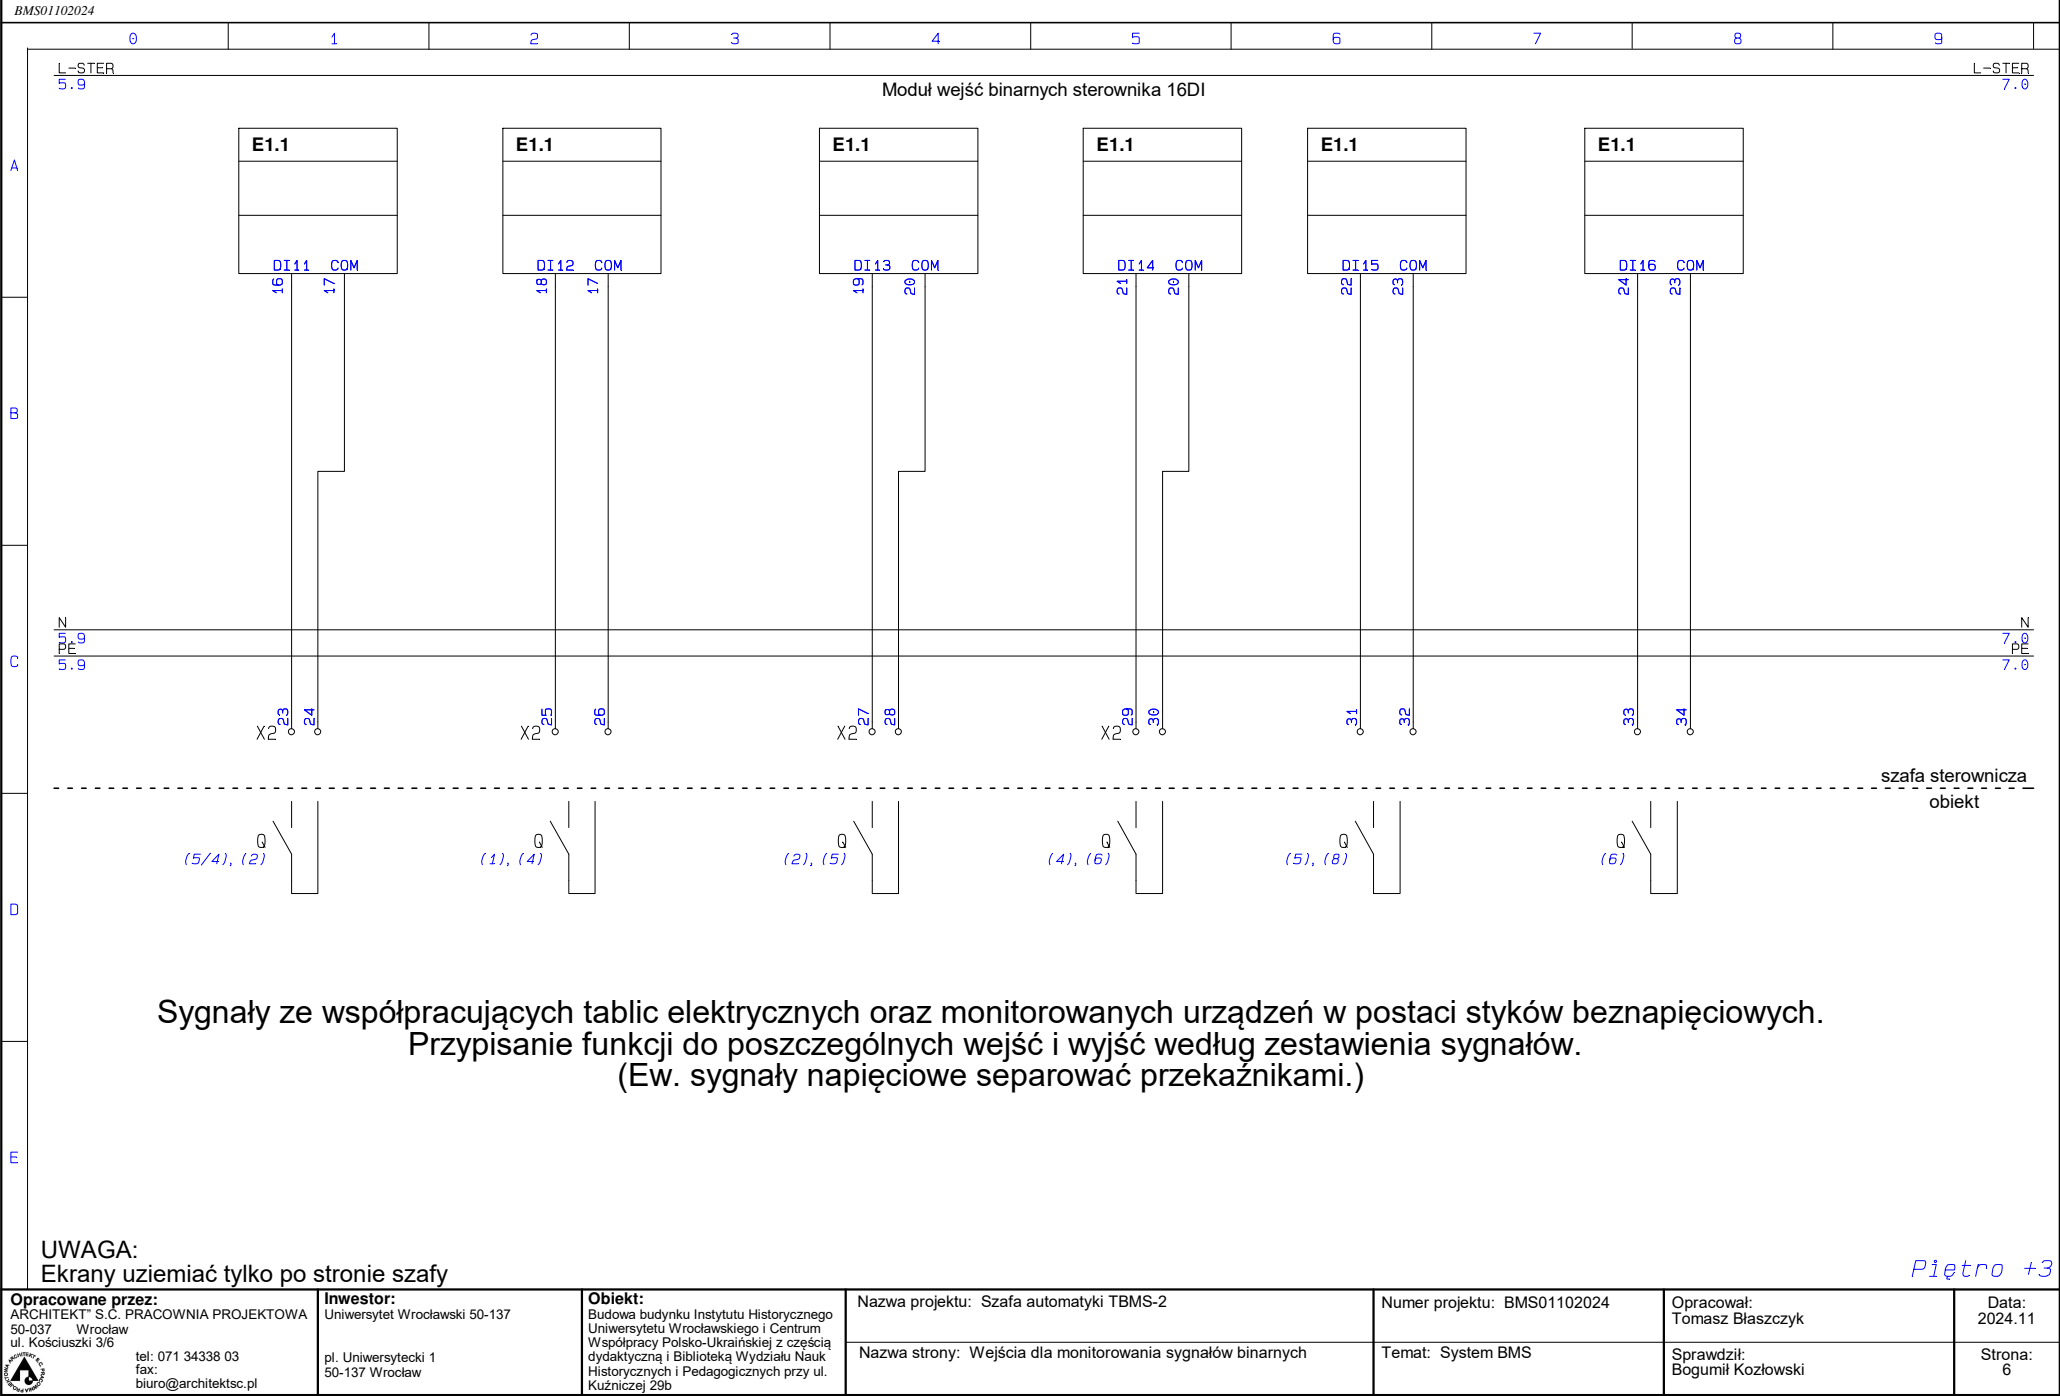 BMS01102024
0 1 2 3 4 5 6 7 8 9
L-STER L-STER
5.9 7.0
Moduł wejść binarnych sterownika 16DI
A
E1.1 E1.1 E1.1 E1.1 E1.1 E1.1
DI11 COM DI12 COM DI13 COM DI14 COM DI15 COM DI16 COM
16 17 18 17 19 20 21 20 22 23 24 23
B
N N
5.9 7.0
PE PE
5.9 7.0
C
23 24 25 26 27 28 29 30 31 32 33 34
X2 X2 X2 X2
szafa sterownicza
obiekt
Q Q Q Q Q Q
(5/4), (2) (1), (4) (2), (5) (4), (6) (5), (8) (6)
D
Sygnały ze współpracujących tablic elektrycznych oraz monitorowanych urządzeń w postaci styków beznapięciowych.
Przypisanie funkcji do poszczególnych wejść i wyjść według zestawienia sygnałów.
(Ew. sygnały napięciowe separować przekaźnikami.)
E
UWAGA:
Ekrany uziemiać tylko po stronie szafy
Piętro +3
Opracowane przez:
ARCHITEKT" S.C. PRACOWNIA PROJEKTOWA
50-037 Wrocław
ul. Kościuszki 3/6
tel: 071 34338 03
fax:
biuro@architektsc.pl
Inwestor:
Uniwersytet Wrocławski 50-137
pl. Uniwersytecki 1
50-137 Wrocław
Obiekt:
Budowa budynku Instytutu Historycznego
Uniwersytetu Wrocławskiego i Centrum
Współpracy Polsko-Ukraińskiej z częścią
dydaktyczną i Biblioteką Wydziału Nauk
Historycznych i Pedagogicznych przy ul.
Kuźniczej 29b
Nazwa projektu: Szafa automatyki TBMS-2
Nazwa strony: Wejścia dla monitorowania sygnałów binarnych
Numer projektu: BMS01102024
Temat: System BMS
Opracował:
Tomasz Błaszczyk
Sprawdził:
Bogumił Kozłowski
Data:
2024.11
Strona:
6